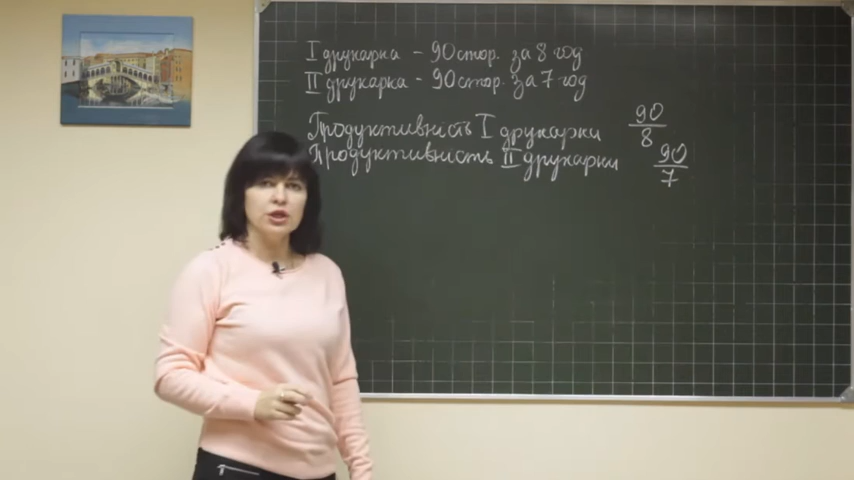 I друкарка - 90 стор. за 8 год
II друкарка - 90 стор. за 7 год
Продуктивність I друкарки 90/8
Продуктивність II друкарки 90/7